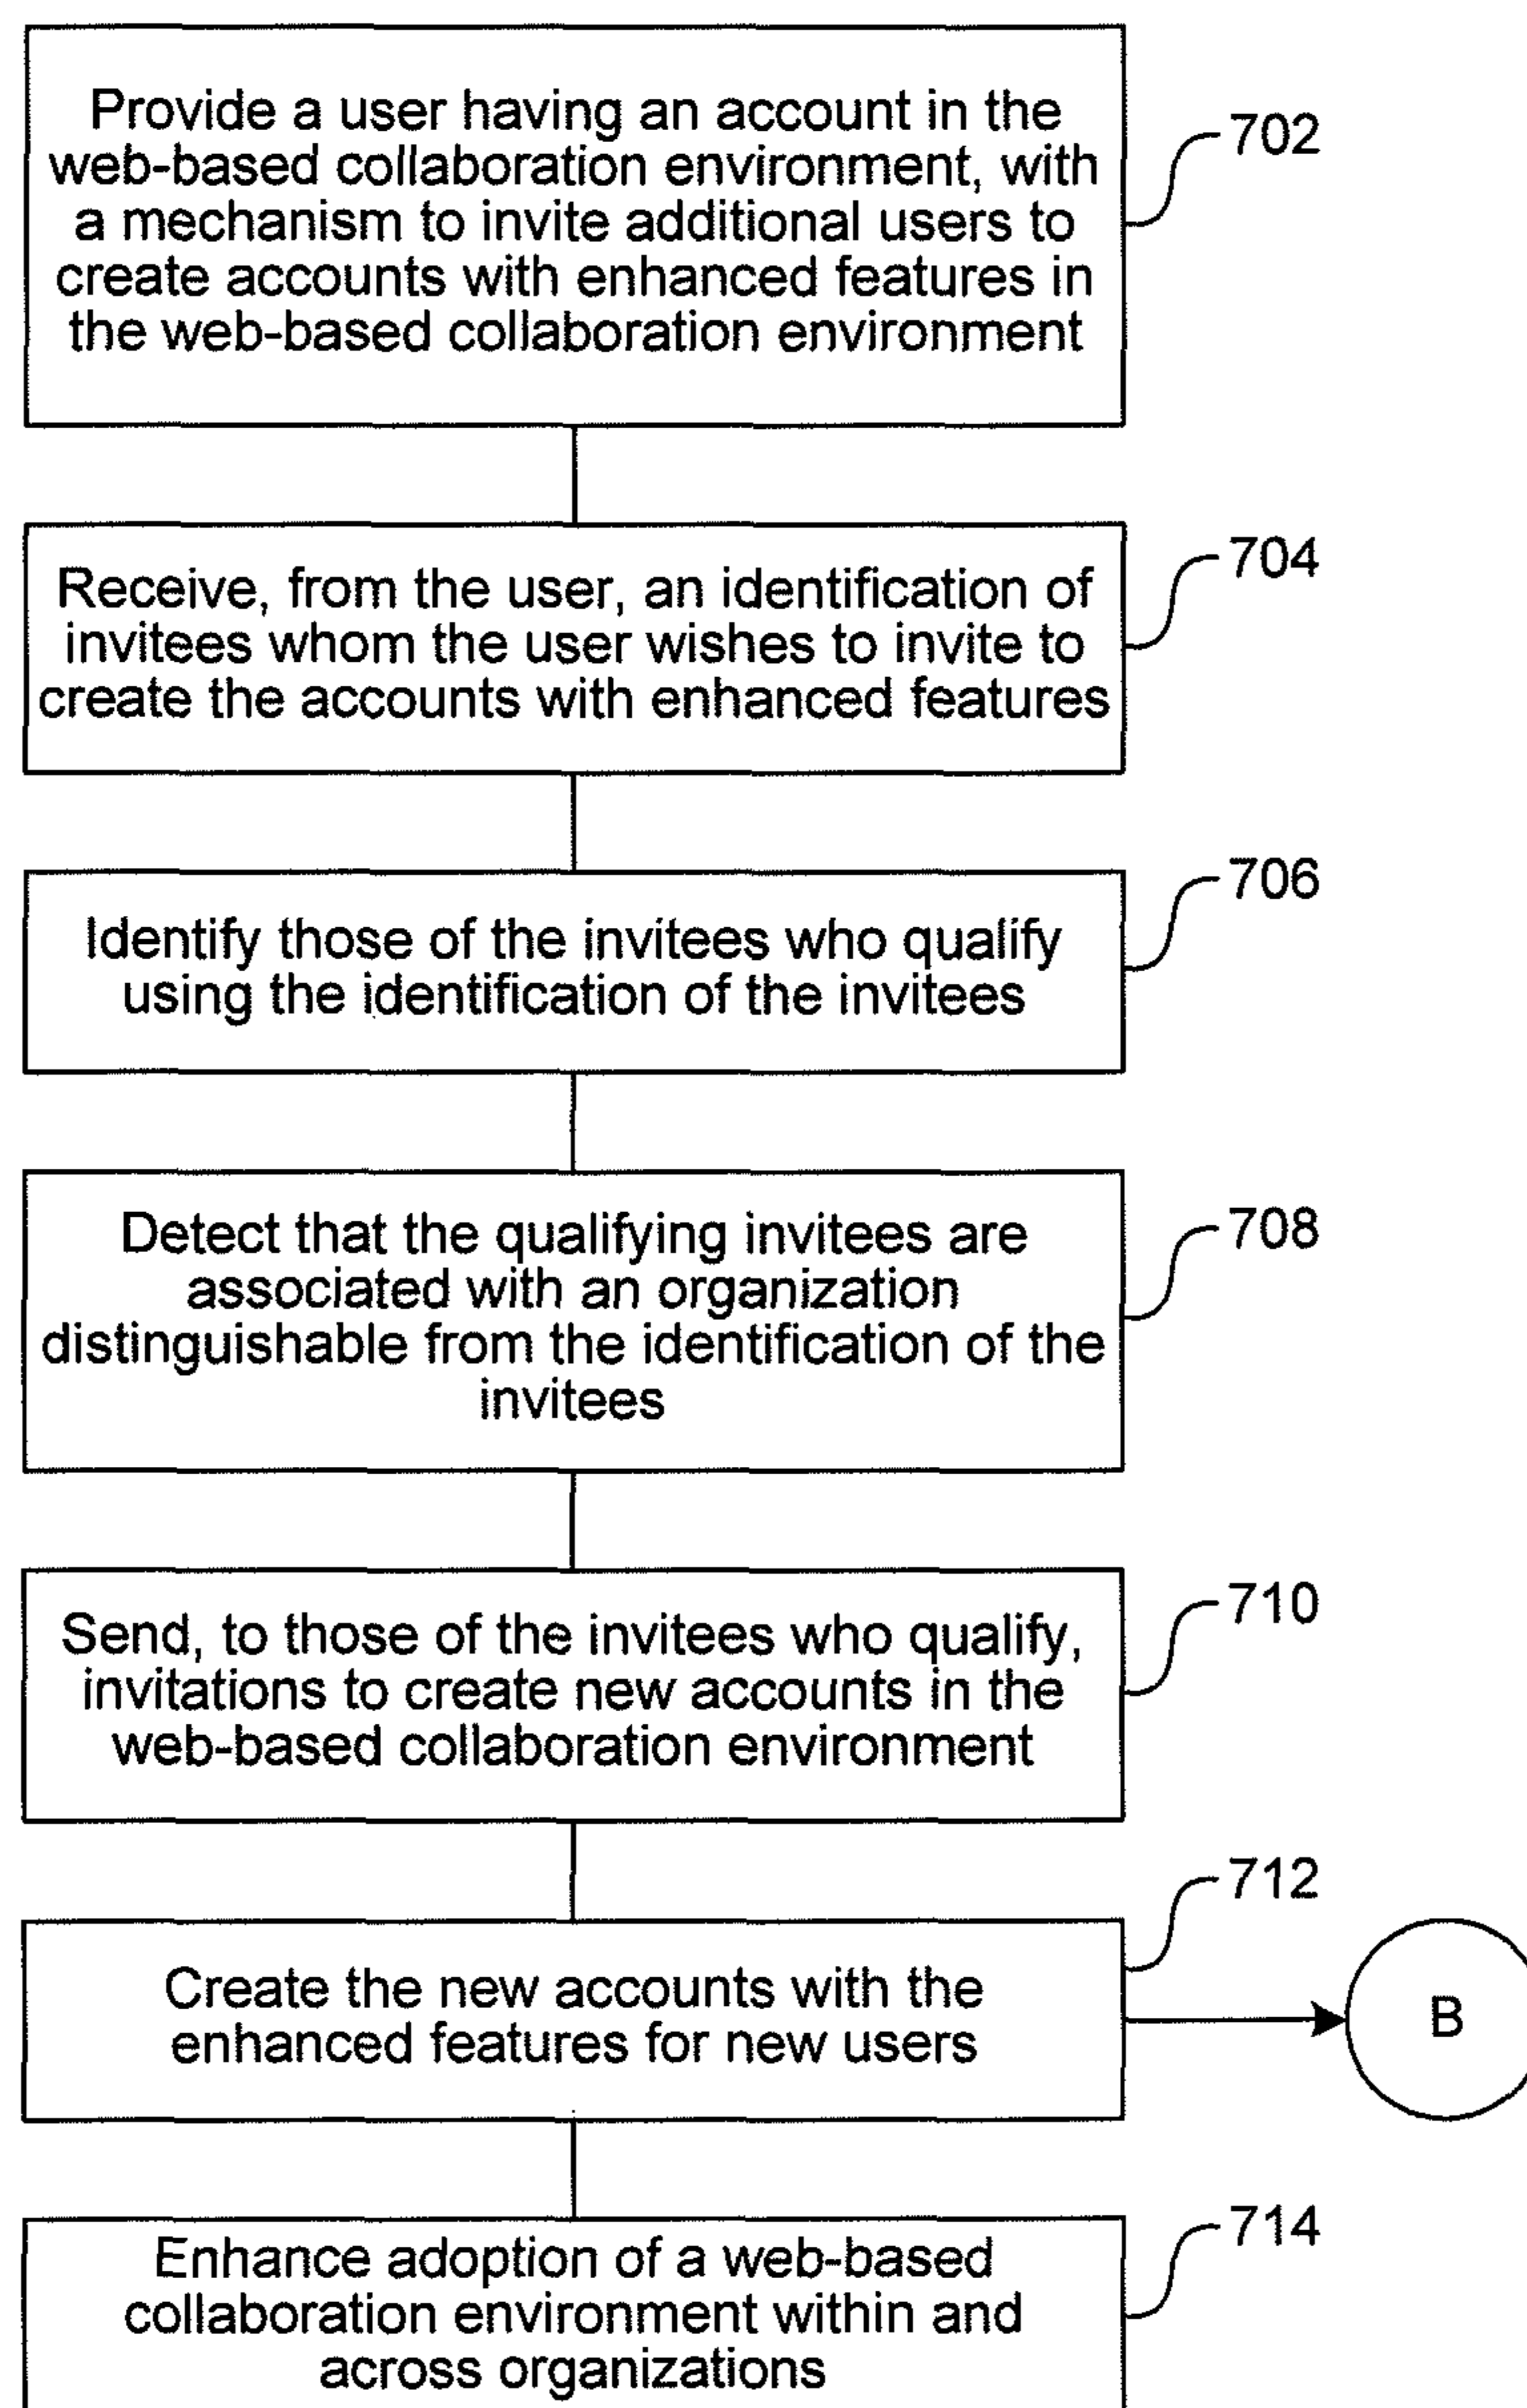 Provide a user having an account in the
web-based collaboration environment, with
a mechanism to invite additional users to
create accounts with enhanced features in
the web-based collaboration environment
702
Receive, from the user, an identification of
invitees whom the user wishes to invite to
create the accounts with enhanced features
704
Identify those of the invitees who qualify
using the identification of the invitees
706
Detect that the qualifying invitees are
associated with an organization
distinguishable from the identification of the
invitees
708
Send, to those of the invitees who qualify,
invitations to create new accounts in the
web-based collaboration environment
710
Create the new accounts with the
enhanced features for new users
712
B
Enhance adoption of a web-based
collaboration environment within and
across organizations
714